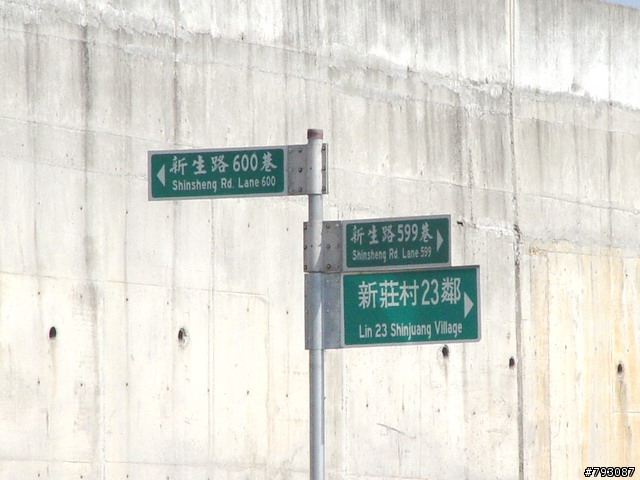 新生路600巷
Shinsheng Rd. Lane 600
新生路599巷
Shinsheng Rd. Lane 599
新莊村23鄰
Lin 23 Shinjuang Village
#793087